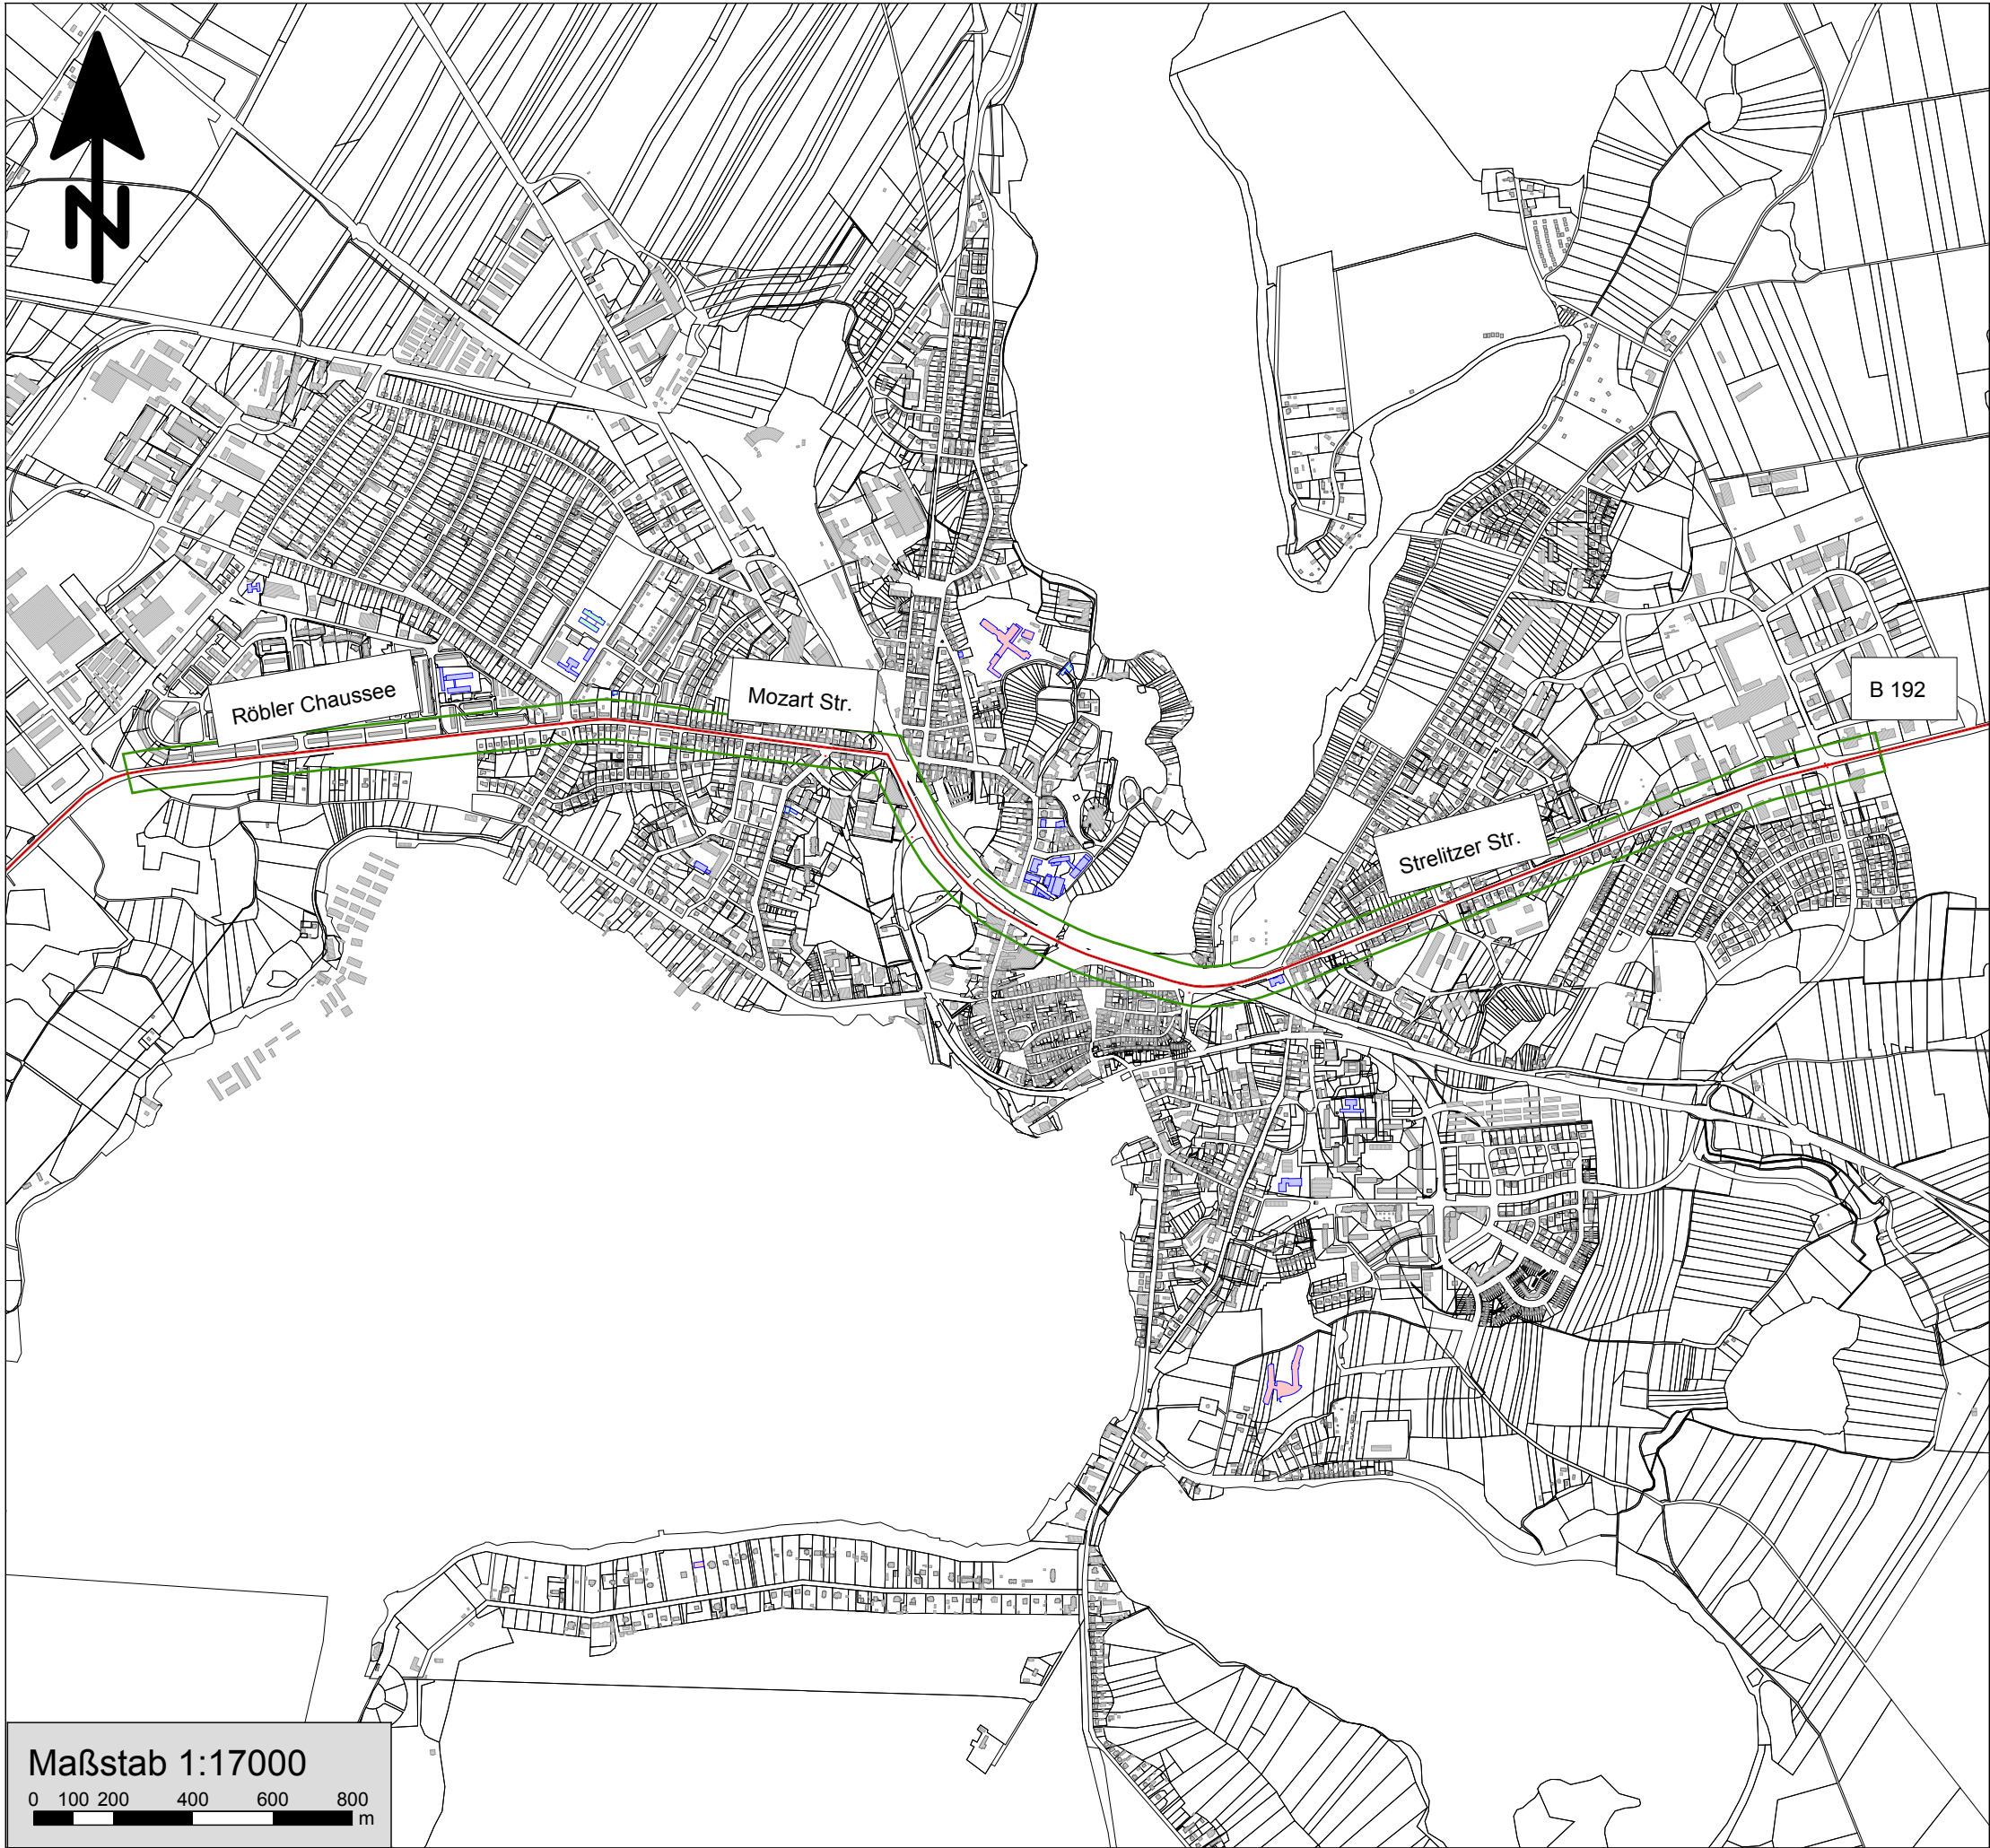 N
Röbler Chaussee
Mozart Str.
B 192
Strelitzer Str.
Maßstab 1:17000
0 100 200 400 600 800
m